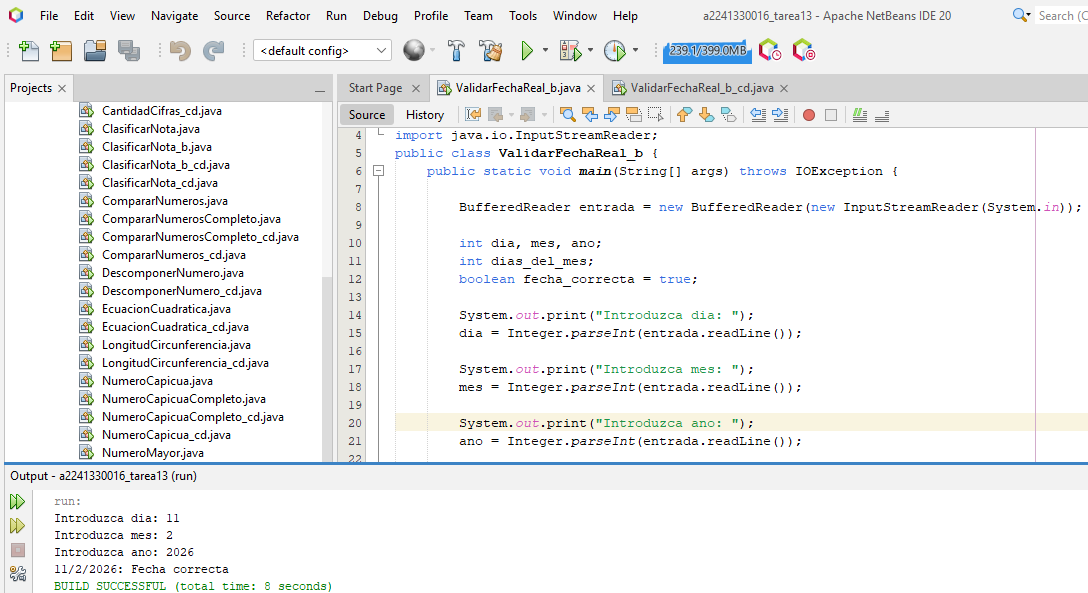 File Edit View Navigate Source Refactor Run Debug Profile Team Tools Window Help a2241330016_tarea13 - Apache NetBeans IDE 20 Search (C
<default config> 239.1/399.0MB
Projects Start Page ValidarFechaReal_b.java ValidarFechaReal_b_cd.java
Source History
CantidadCifras_cd.java
ClasificarNota.java
ClasificarNota_b.java
ClasificarNota_b_cd.java
ClasificarNota_cd.java
CompararNumeros.java
CompararNumerosCompleto.java
CompararNumerosCompleto_cd.java
CompararNumeros_cd.java
DescomponerNumero.java
DescomponerNumero_cd.java
EcuacionCuadratica.java
EcuacionCuadratica_cd.java
LongitudCircunferencia.java
LongitudCircunferencia_cd.java
NumeroCapicua.java
NumeroCapicuaCompleto.java
NumeroCapicuaCompleto_cd.java
NumeroCapicua_cd.java
NumeroMayor.java
4 import java.io.InputStreamReader;
5 public class ValidarFechaReal_b {
6 public static void main(String[] args) throws IOException {
7
8 BufferedReader entrada = new BufferedReader(new InputStreamReader(System.in));
9
10 int dia, mes, ano;
11 int dias_del_mes;
12 boolean fecha_correcta = true;
13
14 System.out.print("Introduzca dia: ");
15 dia = Integer.parseInt(entrada.readLine());
16
17 System.out.print("Introduzca mes: ");
18 mes = Integer.parseInt(entrada.readLine());
19
20 System.out.print("Introduzca ano: ");
21 ano = Integer.parseInt(entrada.readLine());
22
Output - a2241330016_tarea13 (run)
run:
Introduzca dia: 11
Introduzca mes: 2
Introduzca ano: 2026
11/2/2026: Fecha correcta
BUILD SUCCESSFUL (total time: 8 seconds)